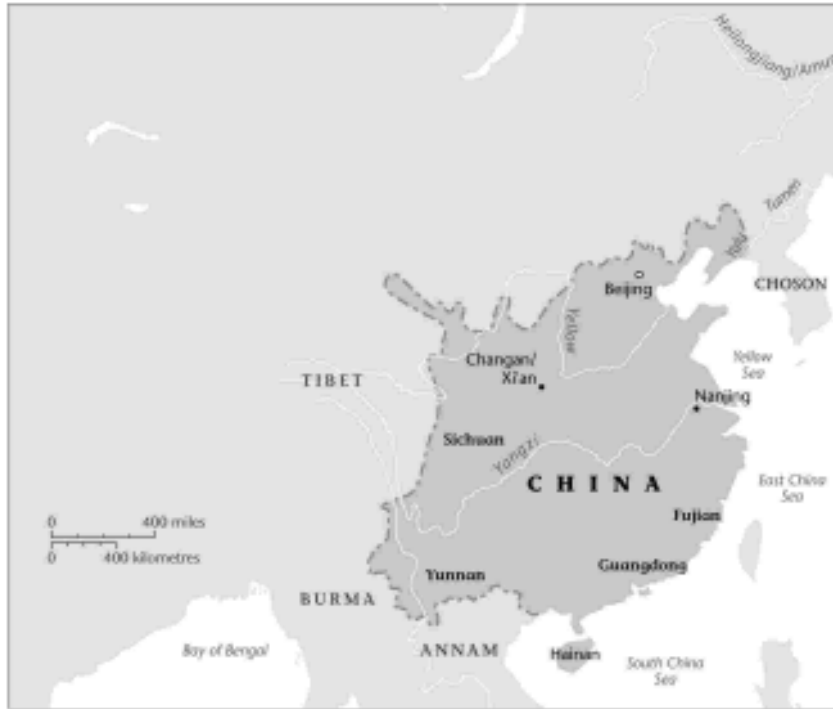 Heilongjiang/Amur
Tumen
Yalu
CHOSON
Beijing
Yellow
Changan/
Xi'an
Yellow
Sea
TIBET
Nanjing
Sichuan
Yangzi
CHINA
East China
Sea
Fujian
0 400 miles
0 400 kilometres
Guangdong
Yunnan
BURMA
Bay of Bengal
ANNAM
Hainan
South China
Sea